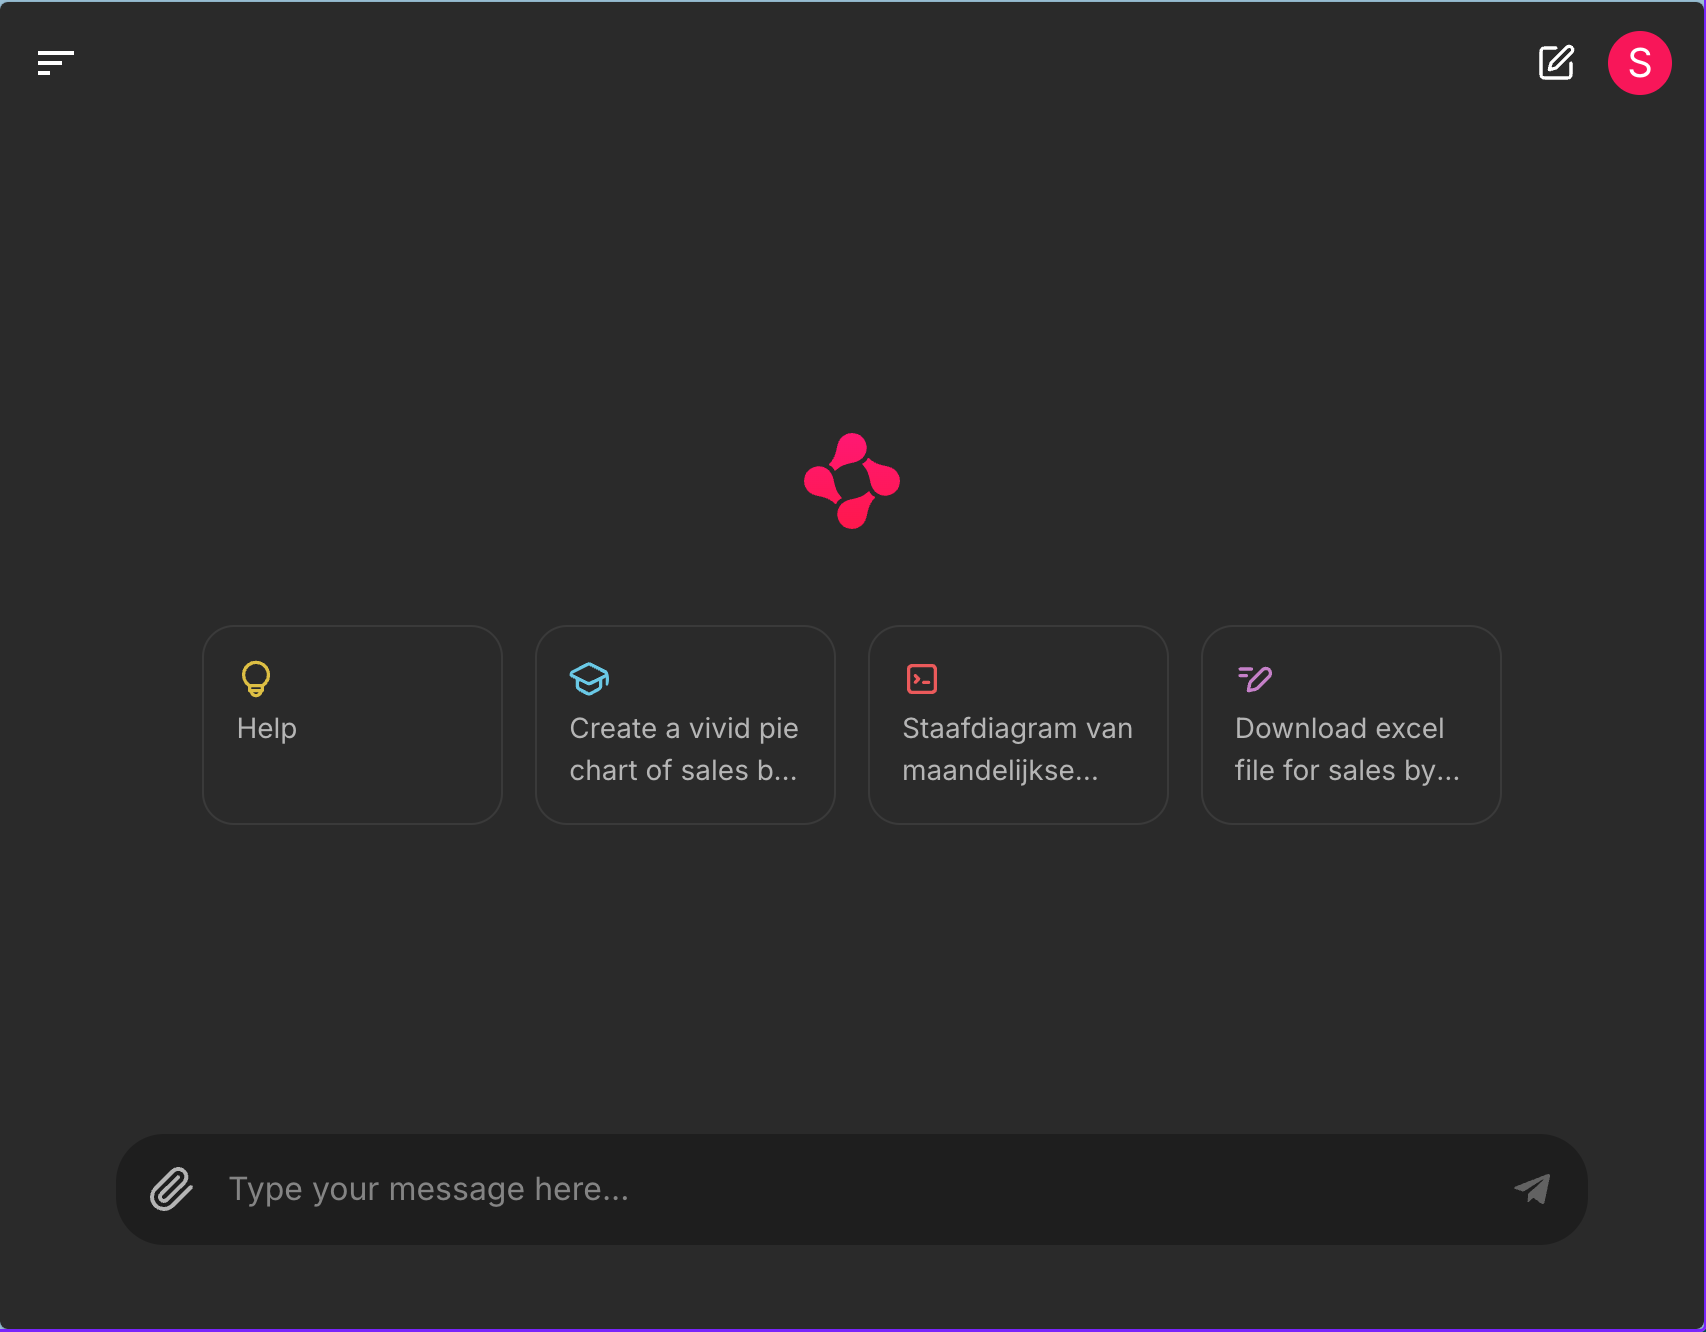 S
Help
Create a vivid pie
chart of sales b...
Staafdiagram van
maandelijkse...
Download excel
file for sales by...
Type your message here...